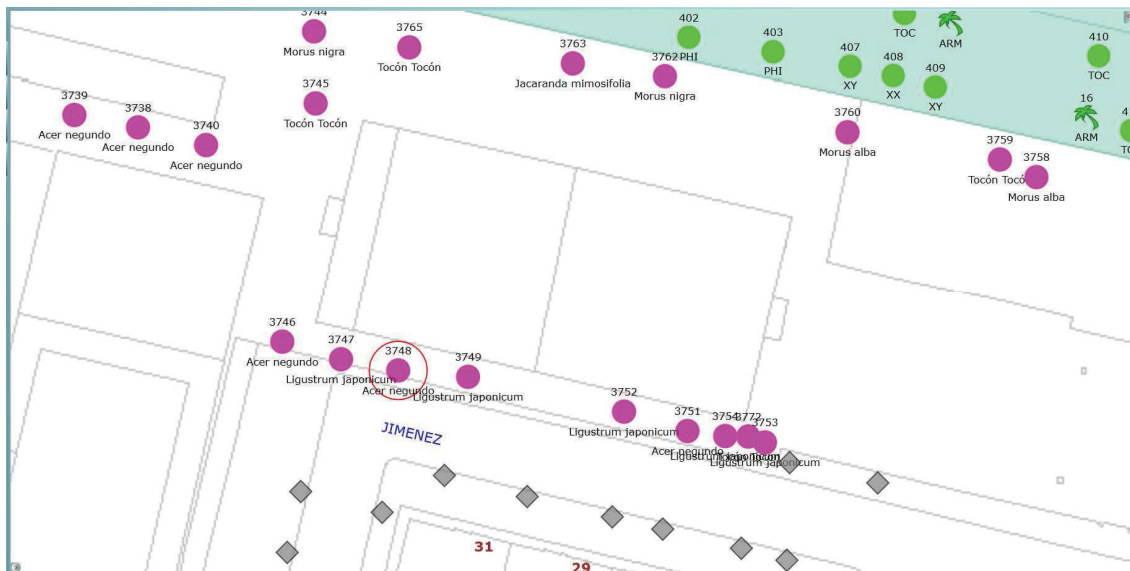 3744
Morus nigra
3765
Tocón Tocón
3763
Jacaranda mimosifolia
402
PHI
3762
Morus nigra
403
PHI
407
XY
408
XX
409
XY
TOC
ARM
410
TOC
16
ARM
3739
Acer negundo
3738
Acer negundo
3740
Acer negundo
3745
Tocón Tocón
3760
Morus alba
3759
Tocón Tocó
3758
Morus alba
3746
Acer negundo
3747
Ligustrum japonicum
3748
Acer negundo
3749
Ligustrum japonicum
3752
Ligustrum japonicum
3751
Acer negundo
3754
3772
3753
Ligustrum japonicum
JIMENEZ
31
29